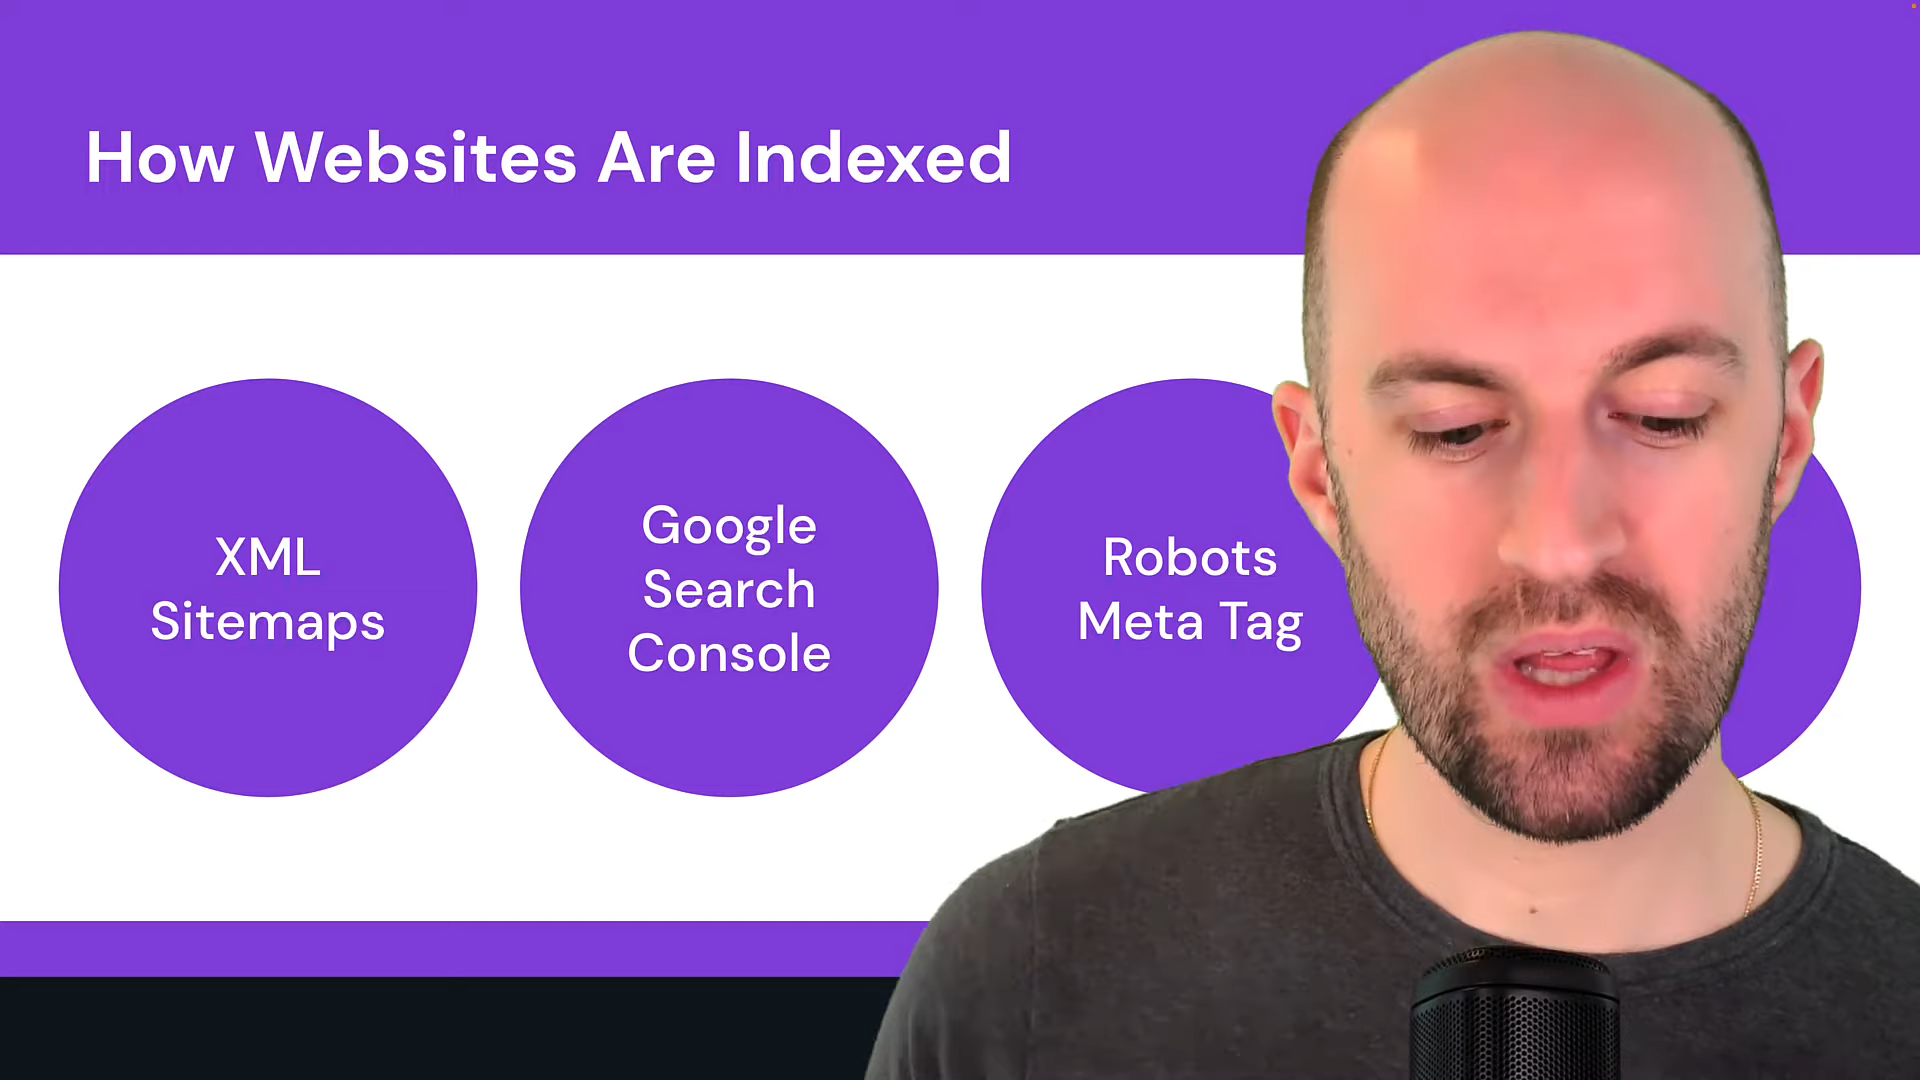 How Websites Are Indexed
XML
Sitemaps
Google
Search
Console
Robots
Meta Tag